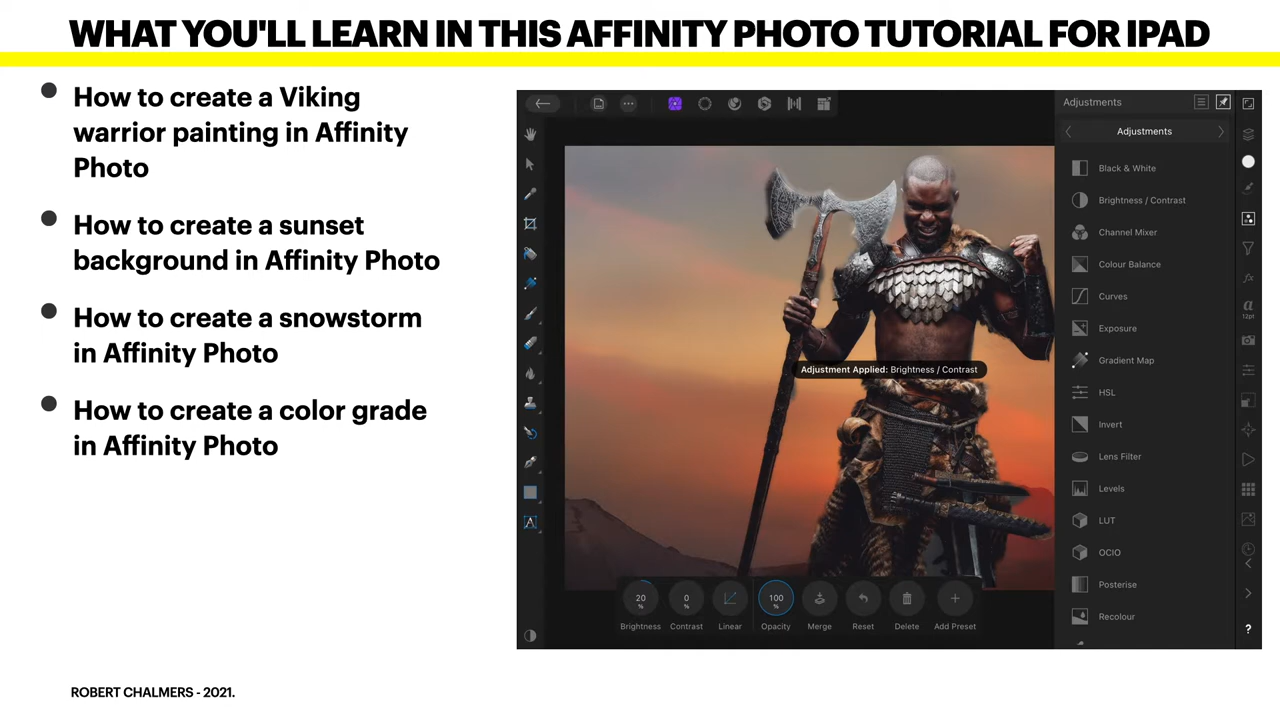 WHAT YOU'LL LEARN IN THIS AFFINITY PHOTO TUTORIAL FOR IPAD
How to create a Viking
warrior painting in Affinity
Photo
How to create a sunset
background in Affinity Photo
How to create a snowstorm
in Affinity Photo
How to create a color grade
in Affinity Photo
Adjustments
Adjustments
Black & White
Brightness / Contrast
Channel Mixer
Colour Balance
Curves
Exposure
Gradient Map
HSL
Invert
Lens Filter
Levels
LUT
OCIO
Posterise
Recolour
a
12pt
fx
?
A
Adjustment Applied: Brightness / Contrast
20 %
0 %
100 %
Brightness Contrast Linear Opacity Merge Reset Delete Add Preset
ROBERT CHALMERS - 2021.